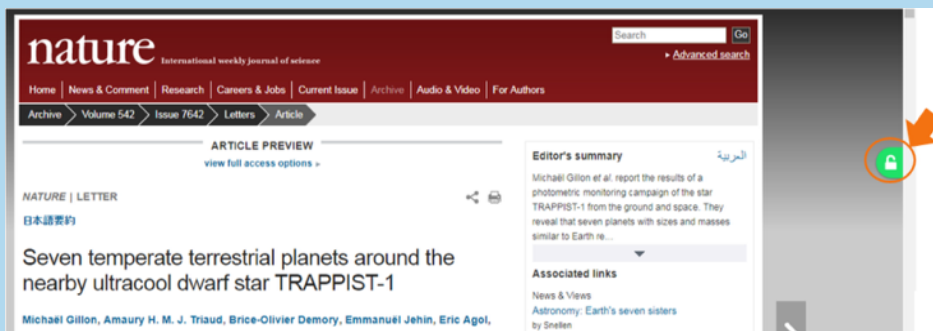 nature International weekly journal of science
Search Go
▸ Advanced search
Home | News & Comment | Research | Careers & Jobs | Current Issue | Archive | Audio & Video | For Authors
Archive Volume 542 Issue 7642 Letters Article
ARTICLE PREVIEW
view full access options ▸
NATURE | LETTER
日本語要約
Seven temperate terrestrial planets around the
nearby ultracool dwarf star TRAPPIST-1
Michaël Gillon, Amaury H. M. J. Triaud, Brice-Olivier Demory, Emmanuël Jehin, Eric Agol,
Editor's summary العربية
Michaël Gillon et al. report the results of a
photometric monitoring campaign of the star
TRAPPIST-1 from the ground and space. They
reveal that seven planets with sizes and masses
similar to Earth re...
Associated links
News & Views
Astronomy: Earth's seven sisters
by Snellen